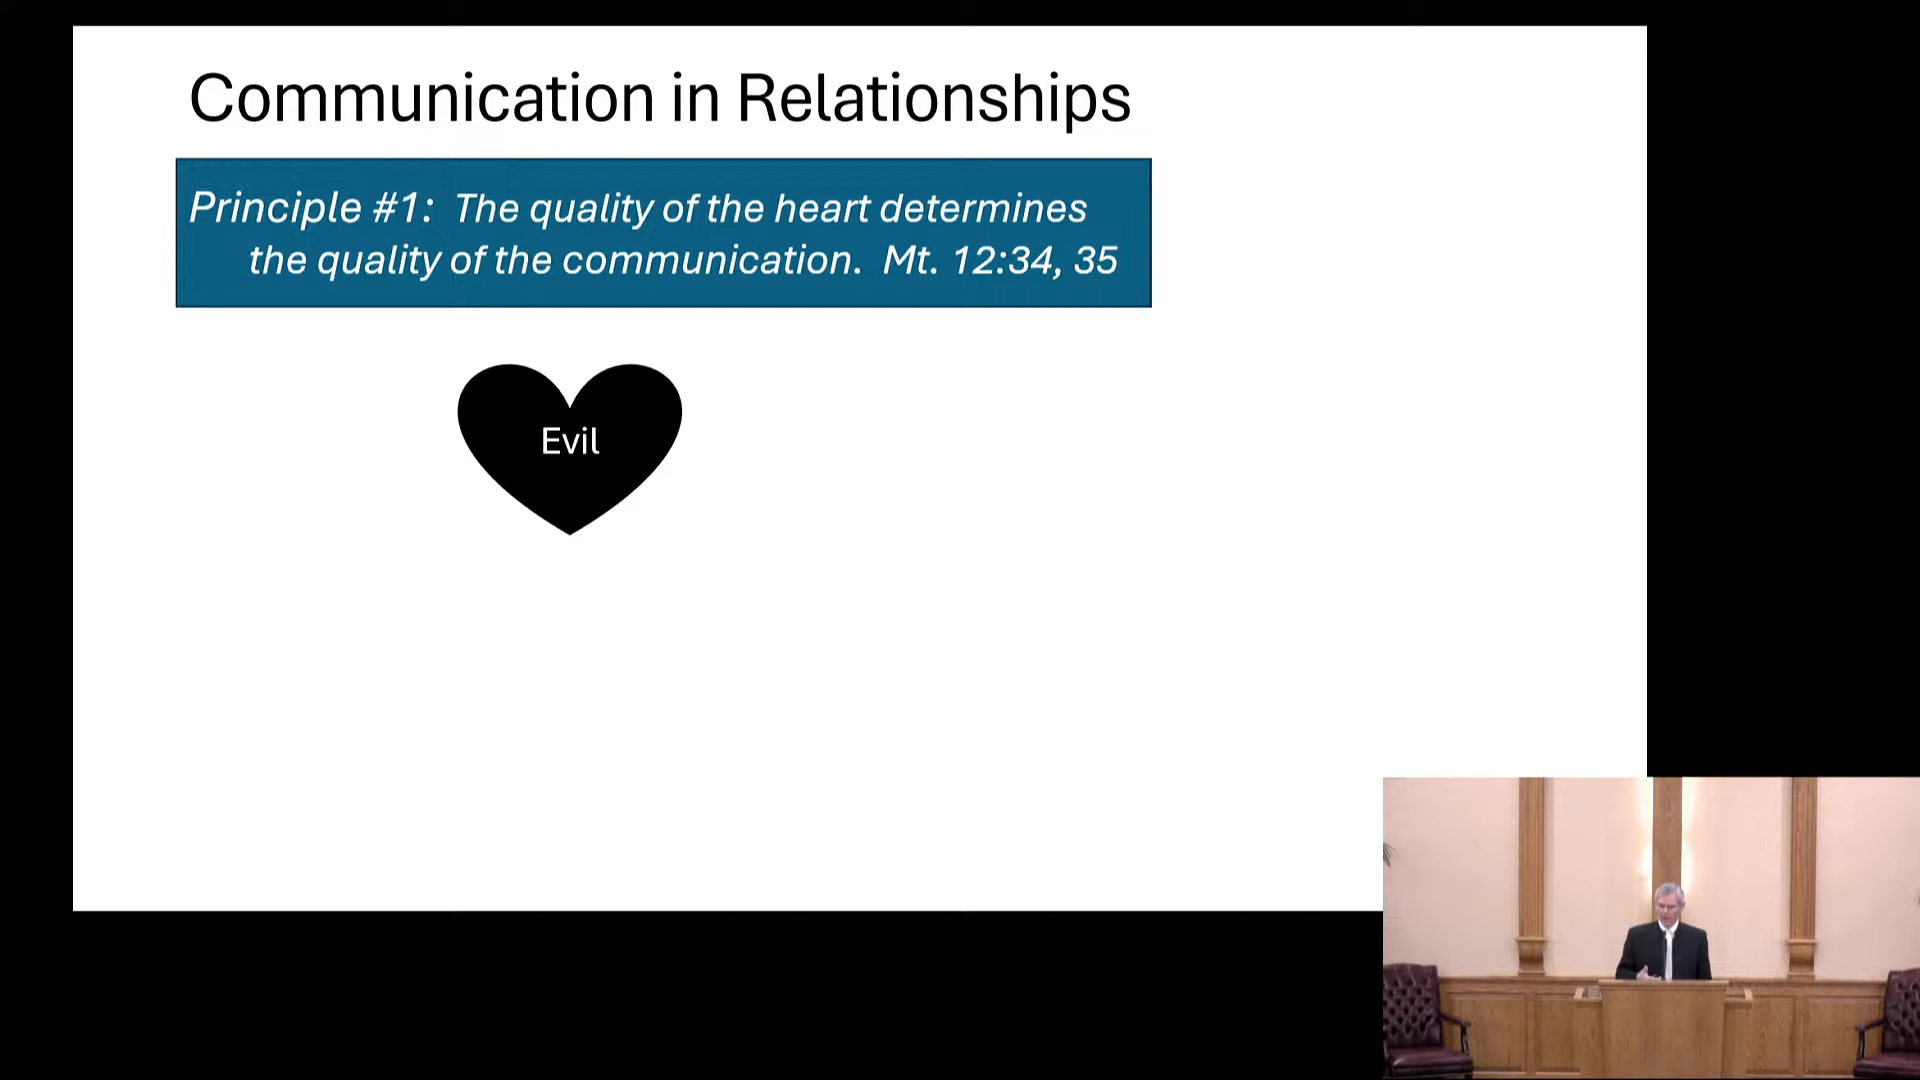 Communication in Relationships
Principle #1: The quality of the heart determines
the quality of the communication. Mt. 12:34, 35
Evil